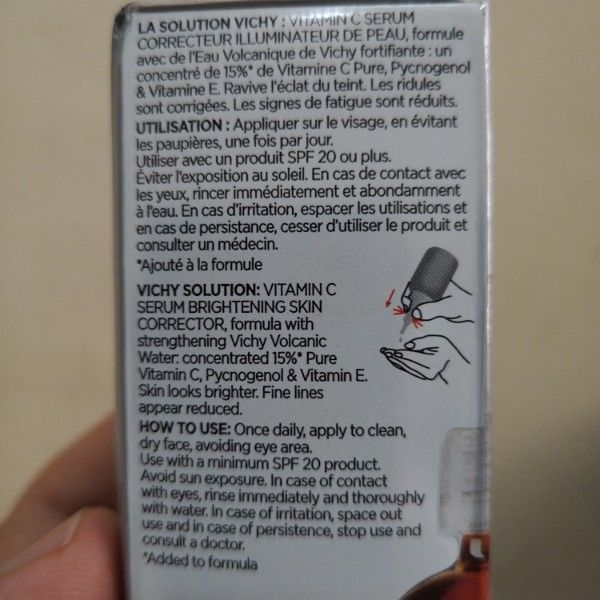 LA SOLUTION VICHY : VITAMIN C SERUM
CORRECTEUR ILLUMINATEUR DE PEAU, formule
avec de l'Eau Volcanique de Vichy fortifiante : un
concentré de 15%* de Vitamine C Pure, Pycnogenol
& Vitamine E. Ravive l'éclat du teint. Les ridules
sont corrigées. Les signes de fatigue sont réduits.
UTILISATION : Appliquer sur le visage, en évitant
les paupières, une fois par jour.
Utiliser avec un produit SPF 20 ou plus.
Éviter l'exposition au soleil. En cas de contact avec
les yeux, rincer immédiatement et abondamment
à l'eau. En cas d'irritation, espacer les utilisations et
en cas de persistance, cesser d'utiliser le produit et
consulter un médecin.
*Ajouté à la formule
VICHY SOLUTION: VITAMIN C
SERUM BRIGHTENING SKIN
CORRECTOR, formula with
strengthening Vichy Volcanic
Water: concentrated 15%* Pure
Vitamin C, Pycnogenol & Vitamin E.
Skin looks brighter. Fine lines
appear reduced.
HOW TO USE: Once daily, apply to clean,
dry face, avoiding eye area.
Use with a minimum SPF 20 product.
Avoid sun exposure. In case of contact
with eyes, rinse immediately and thoroughly
with water. In case of irritation, space out
use and in case of persistence, stop use and
consult a doctor.
*Added to formula